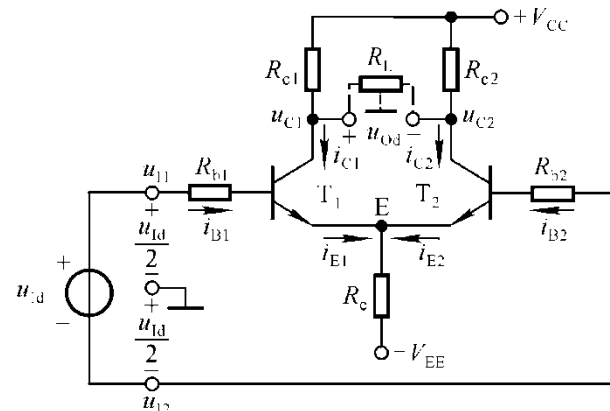 +V_CC
R_c1
R_L
R_c2
u_C1
+
u_Od
−
u_C2
i_C1
i_C2
u_I1
R_b1
T_1
T_2
R_b2
+
u_Id
2
−
i_B1
E
i_B2
i_E1
i_E2
+
u_Id
−
+
u_Id
2
−
R_e
−V_EE
u_I2